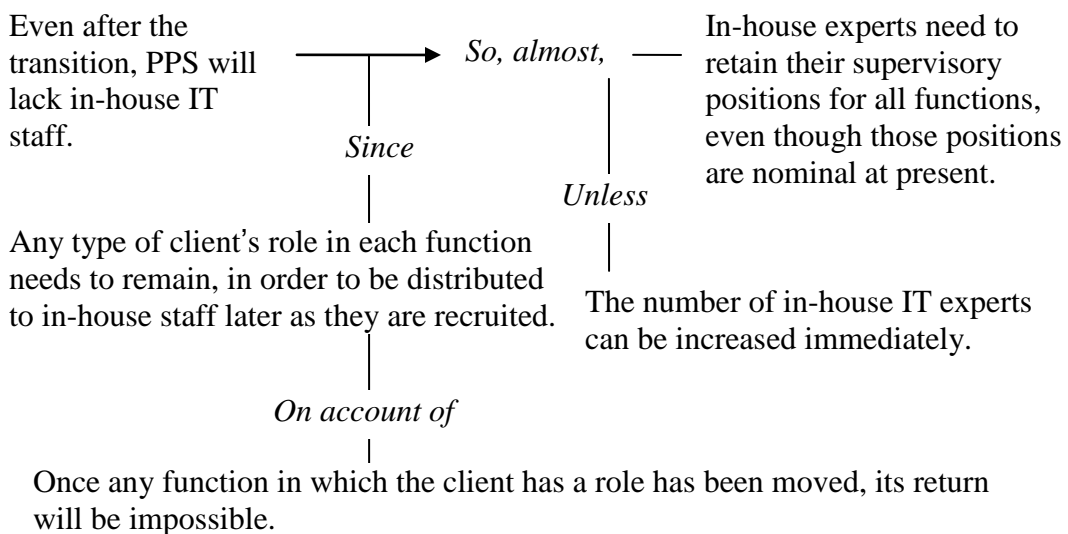 Even after the
transition, PPS will
lack in-house IT
staff.
So, almost,
In-house experts need to
retain their supervisory
positions for all functions,
even though those positions
are nominal at present.
Since
Unless
Any type of client's role in each function
needs to remain, in order to be distributed
to in-house staff later as they are recruited.
The number of in-house IT experts
can be increased immediately.
On account of
Once any function in which the client has a role has been moved, its return
will be impossible.